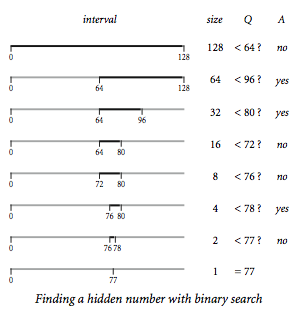 interval size Q A
128 < 64 ? no
0 128
64 < 96 ? yes
0 64 128
32 < 80 ? yes
0 64 96
16 < 72 ? no
0 64 80
8 < 76 ? no
0 72 80
4 < 78 ? yes
0 76 80
2 < 77 ? no
0 76 78
1 = 77
0 77
Finding a hidden number with binary search